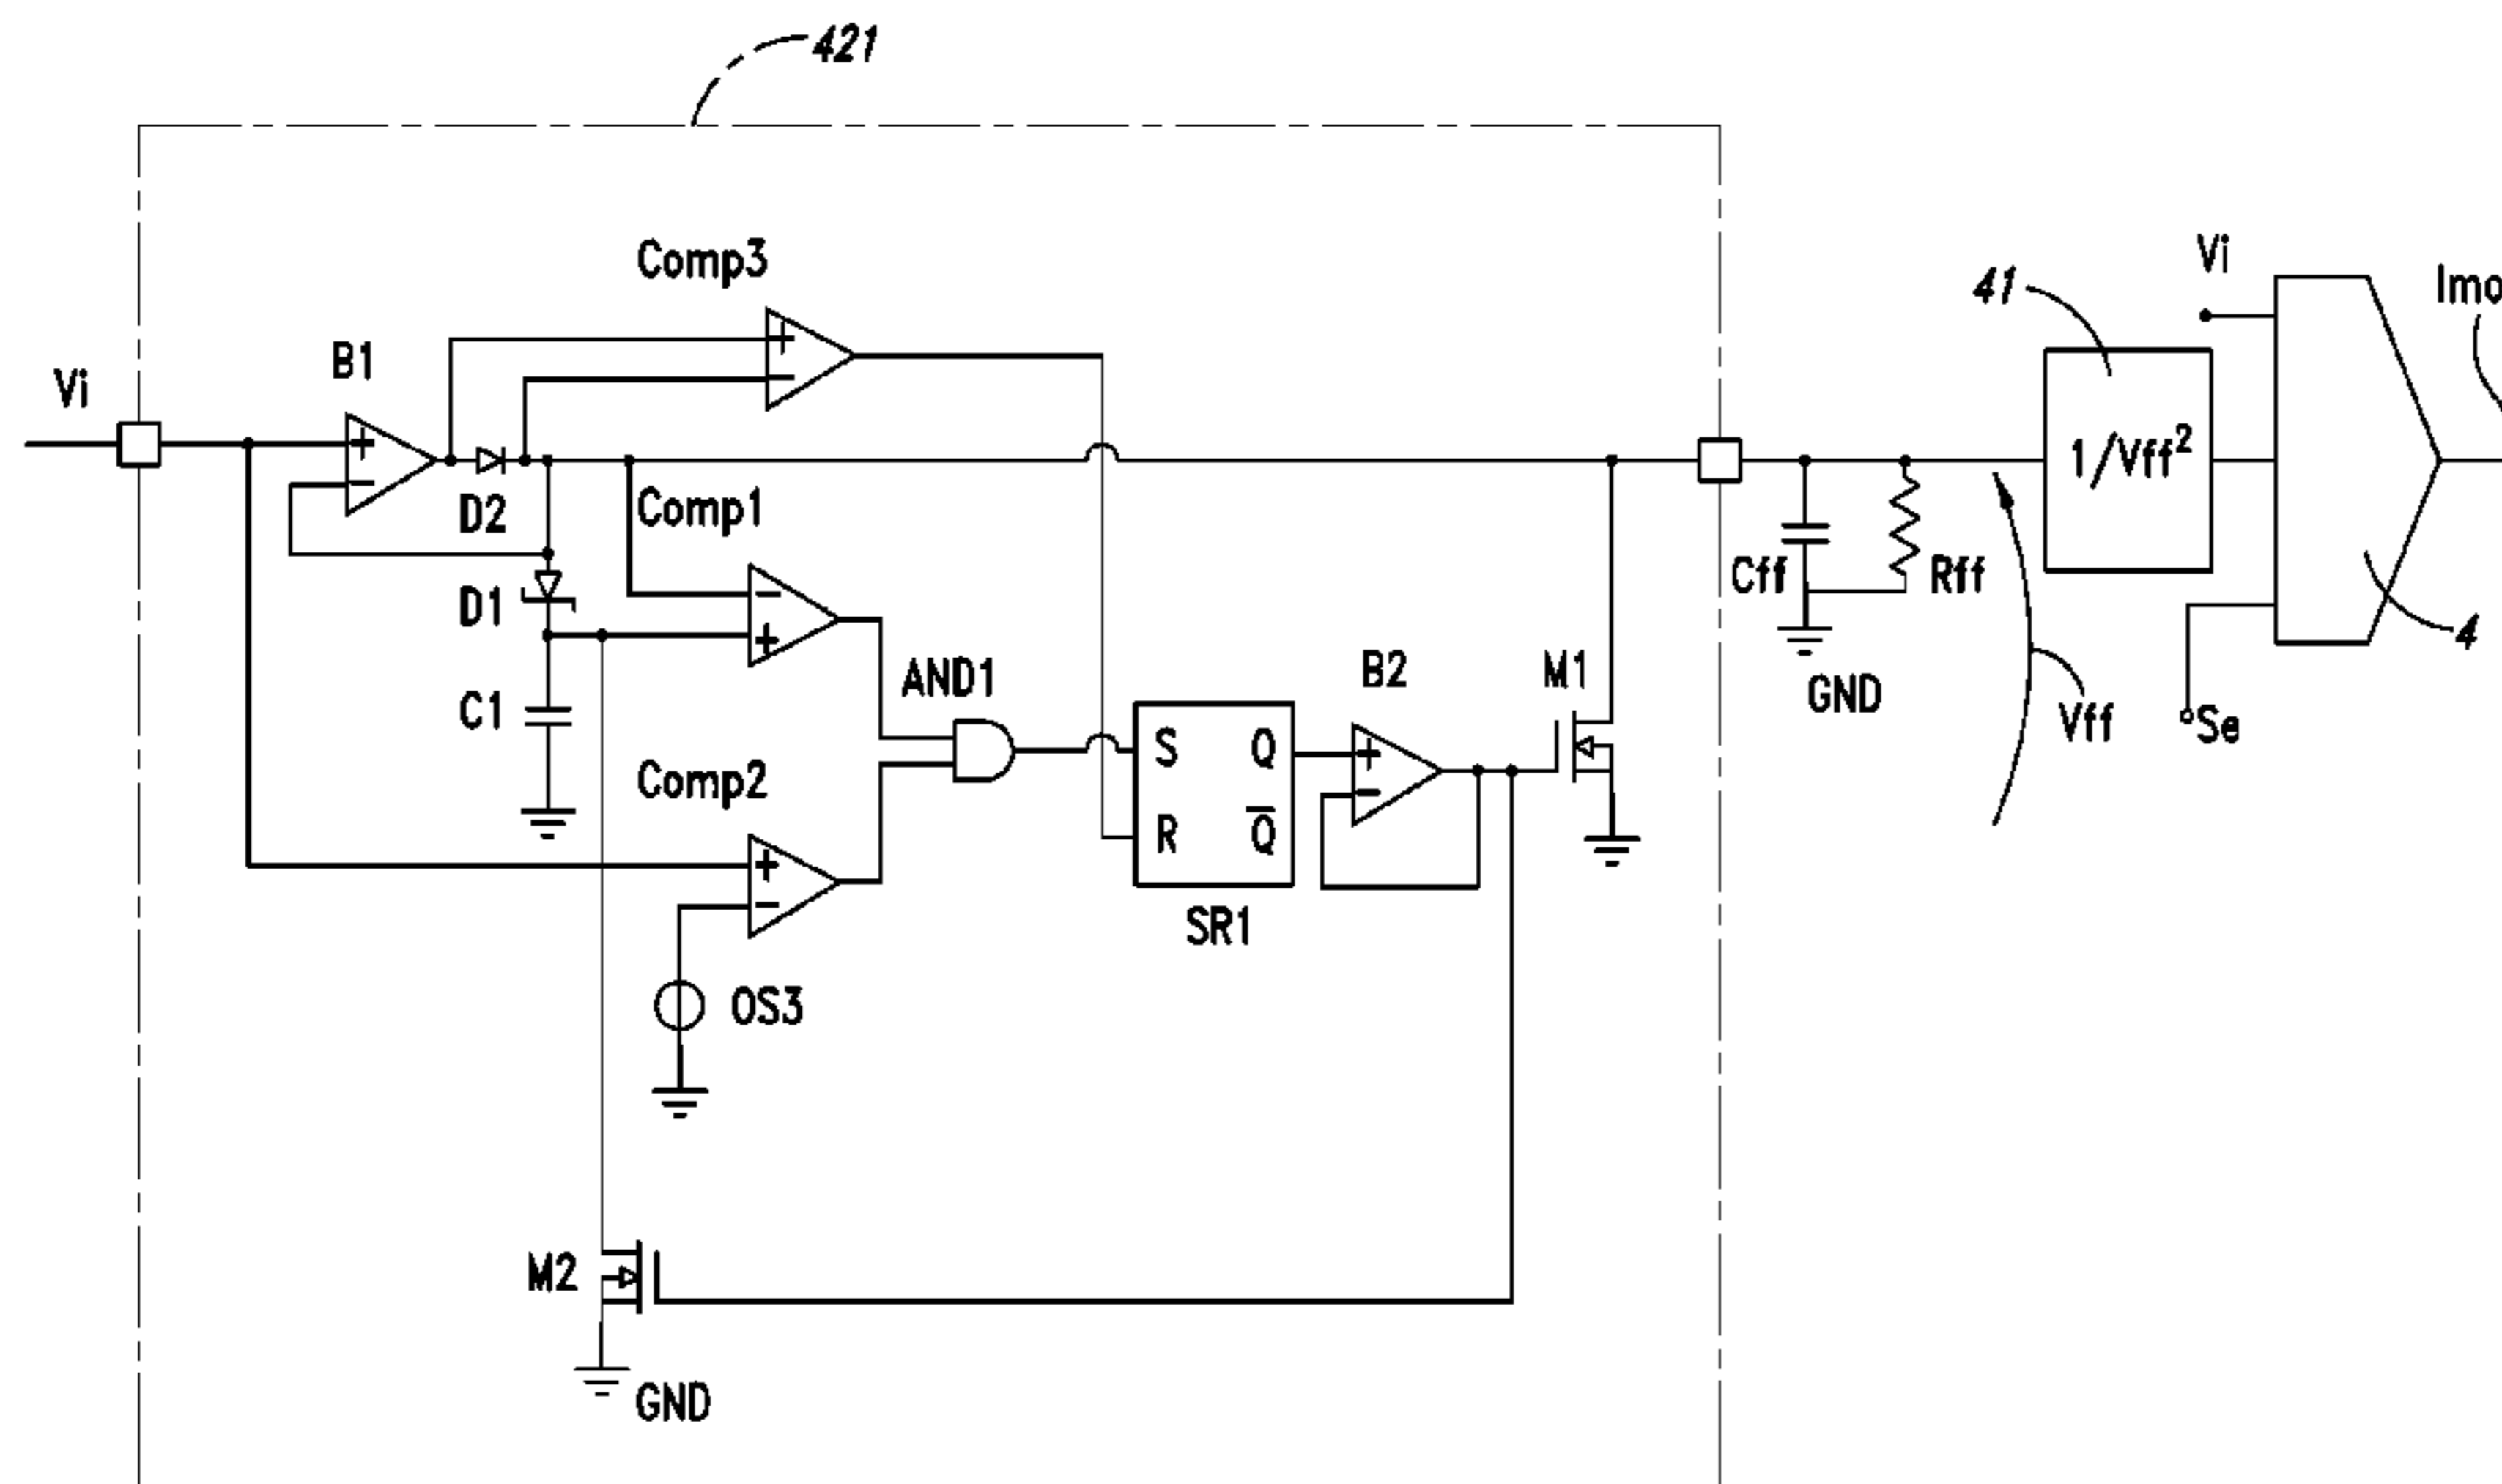 421
Comp3
Vi
41
Imo
B1
Vi
+
−
+
−
1/Vff²
D2
Comp1
D1
−
+
Cff
Rff
4
AND1
B2
M1
C1
GND
Vff
Se
Comp2
S
Q
+
−
R
Q̅
+
−
SR1
OS3
M2
GND